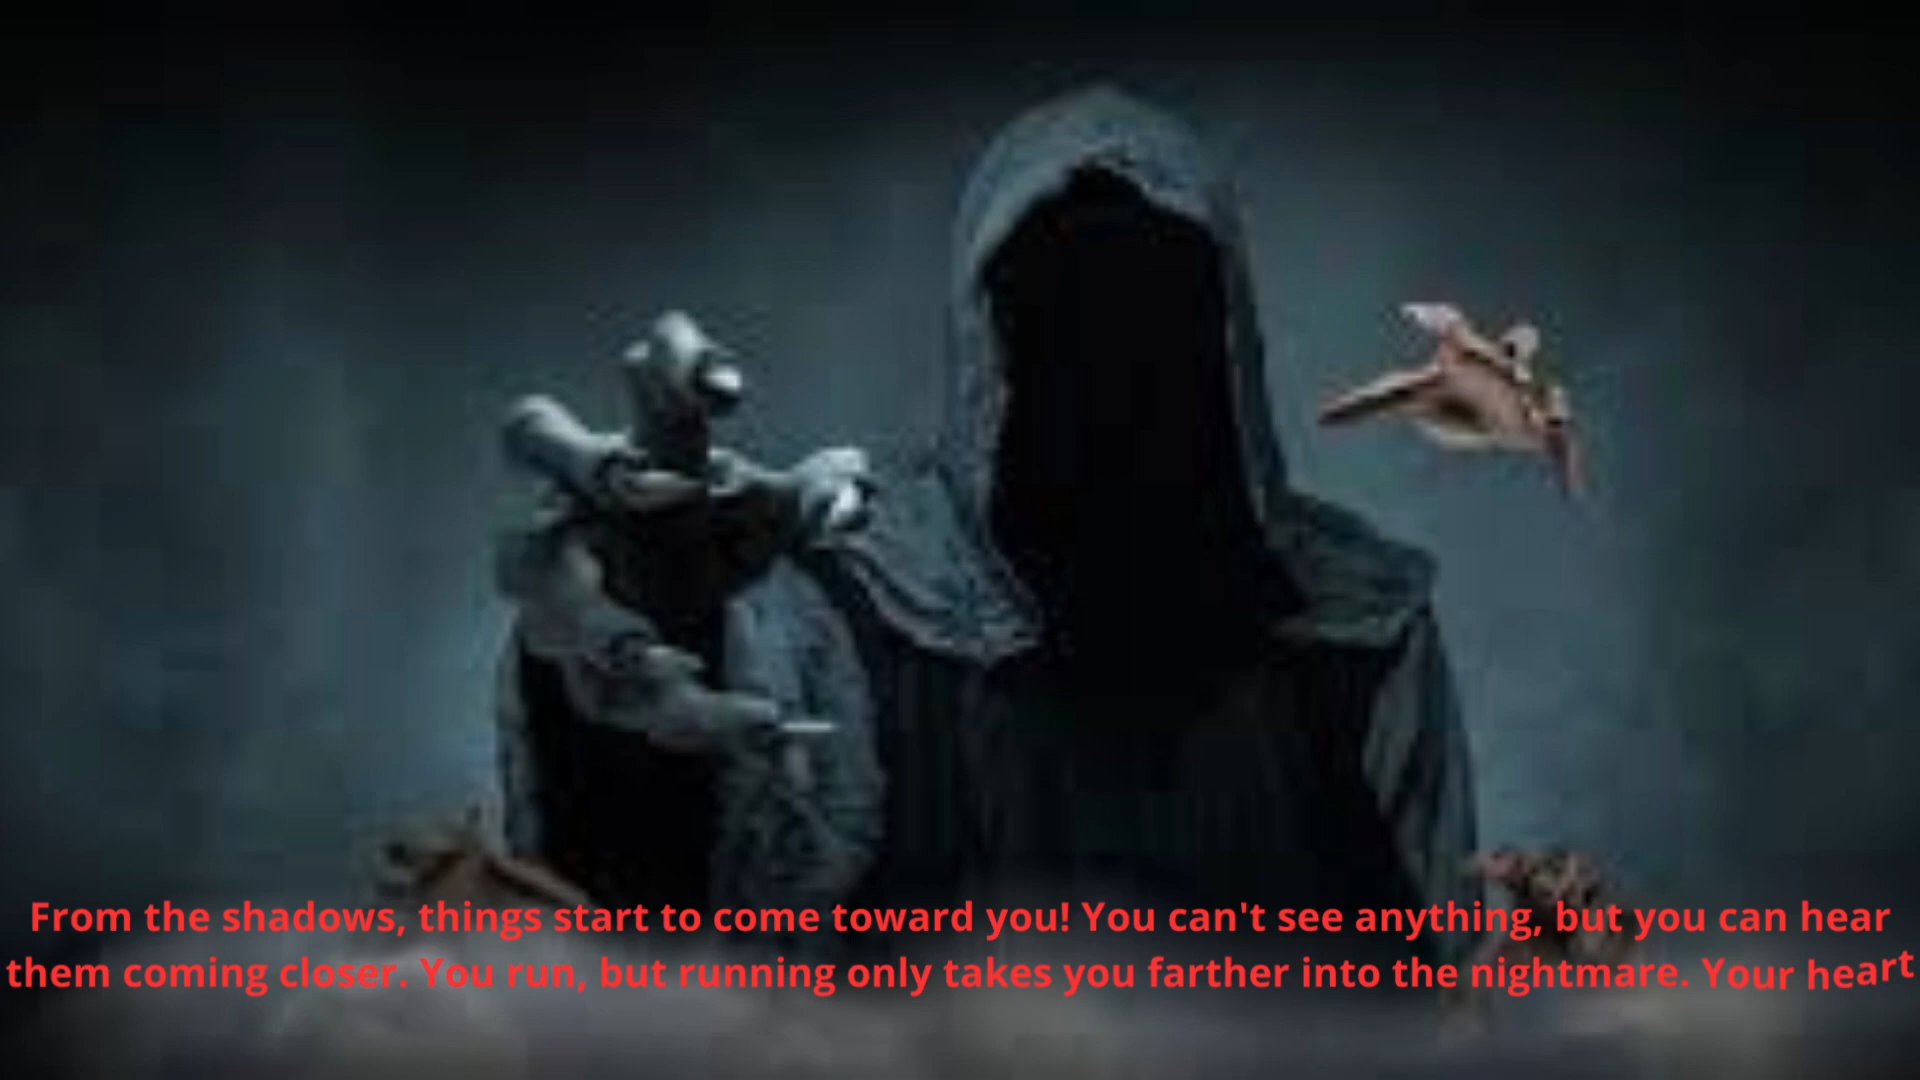 From the shadows, things start to come toward you! You can't see anything, but you can hear
them coming closer. You run, but running only takes you farther into the nightmare. Your heart